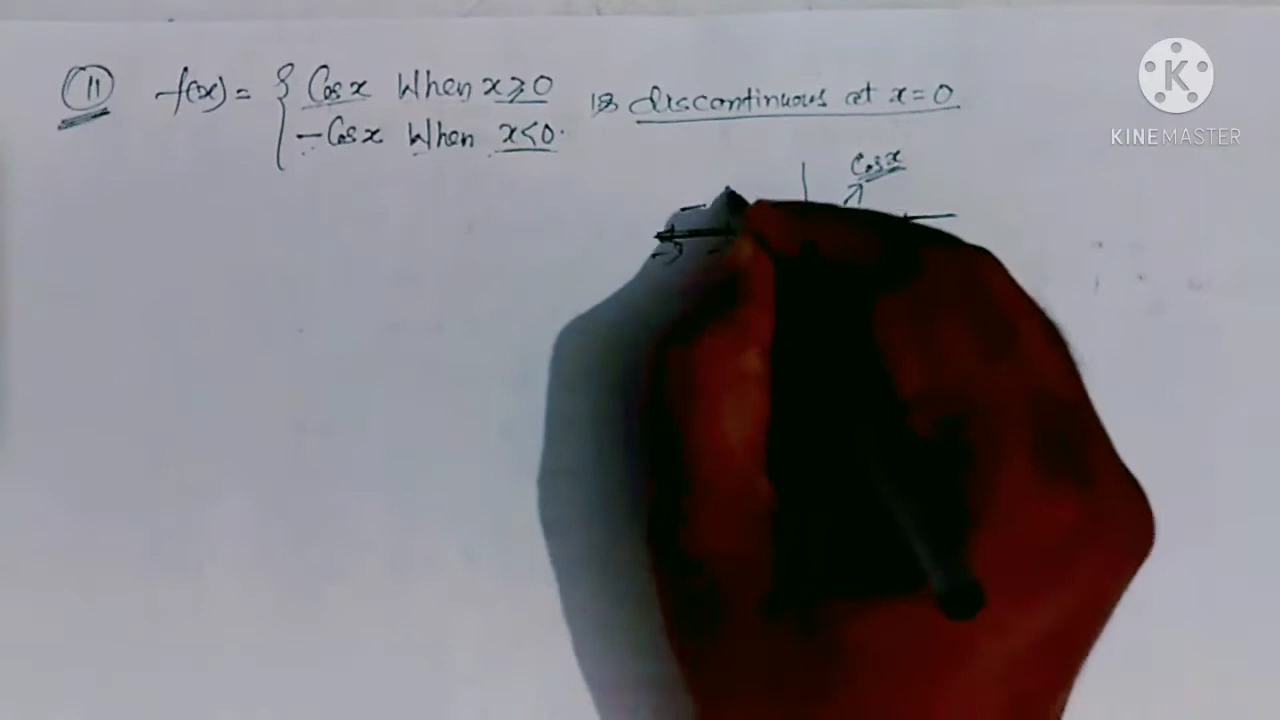 11 f(x) = { Cos x When x ≥ 0 is discontinuous at x = 0
- Cos x When x < 0.
Cos x
K
KINEMASTER